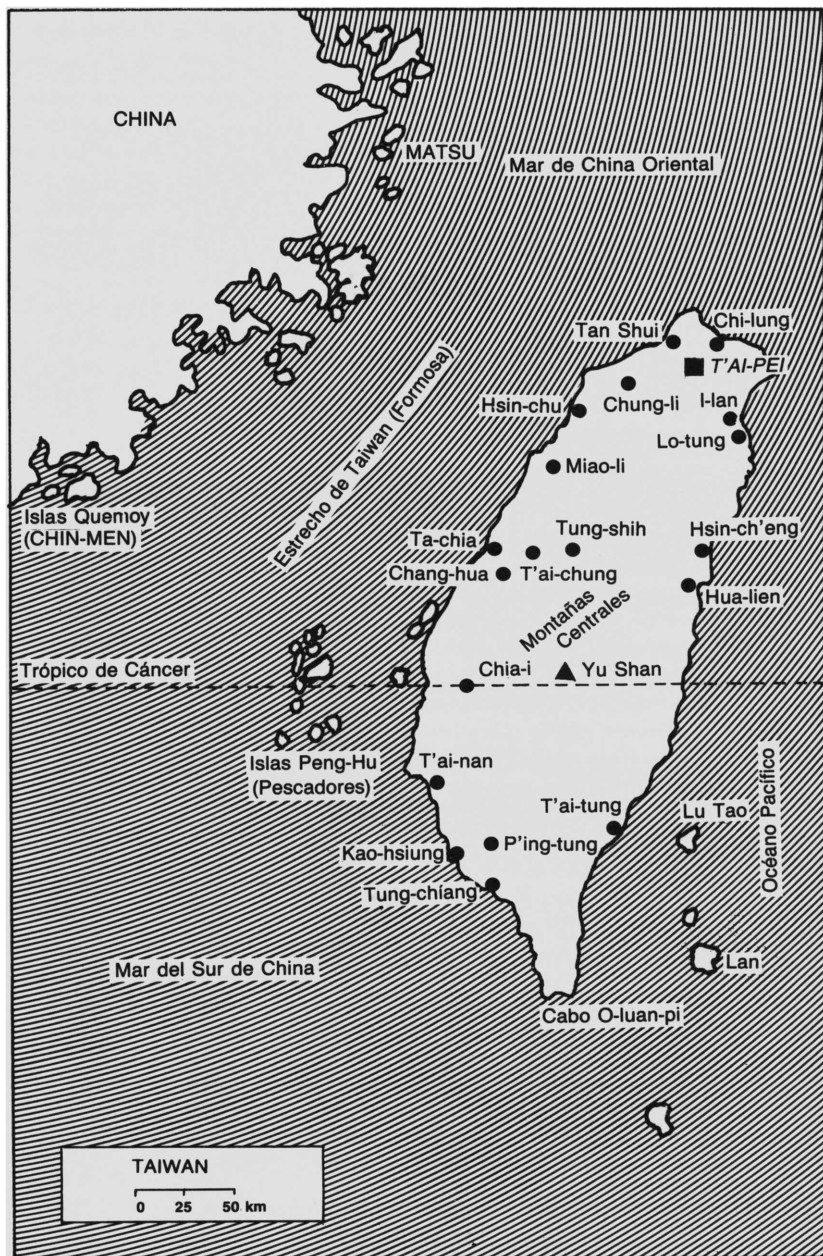 CHINA
MATSU
Mar de China Oriental
Tan Shui
Chi-lung
T'AI-PEI
Chung-li
I-lan
Hsin-chu
Lo-tung
Miao-li
Estrecho de Taiwan (Formosa)
Islas Quemoy
(CHIN-MEN)
Ta-chia
Tung-shih
Hsin-ch'eng
Chang-hua
T'ai-chung
Hua-lien
Montañas
Centrales
Trópico de Cáncer
Chia-i
Yu Shan
Islas Peng-Hu
(Pescadores)
T'ai-nan
T'ai-tung
Lu Tao
Océano Pacífico
Kao-hsiung
P'ing-tung
Tung-chíang
Mar del Sur de China
Lan
Cabo O-luan-pi
TAIWAN
0 25 50 km